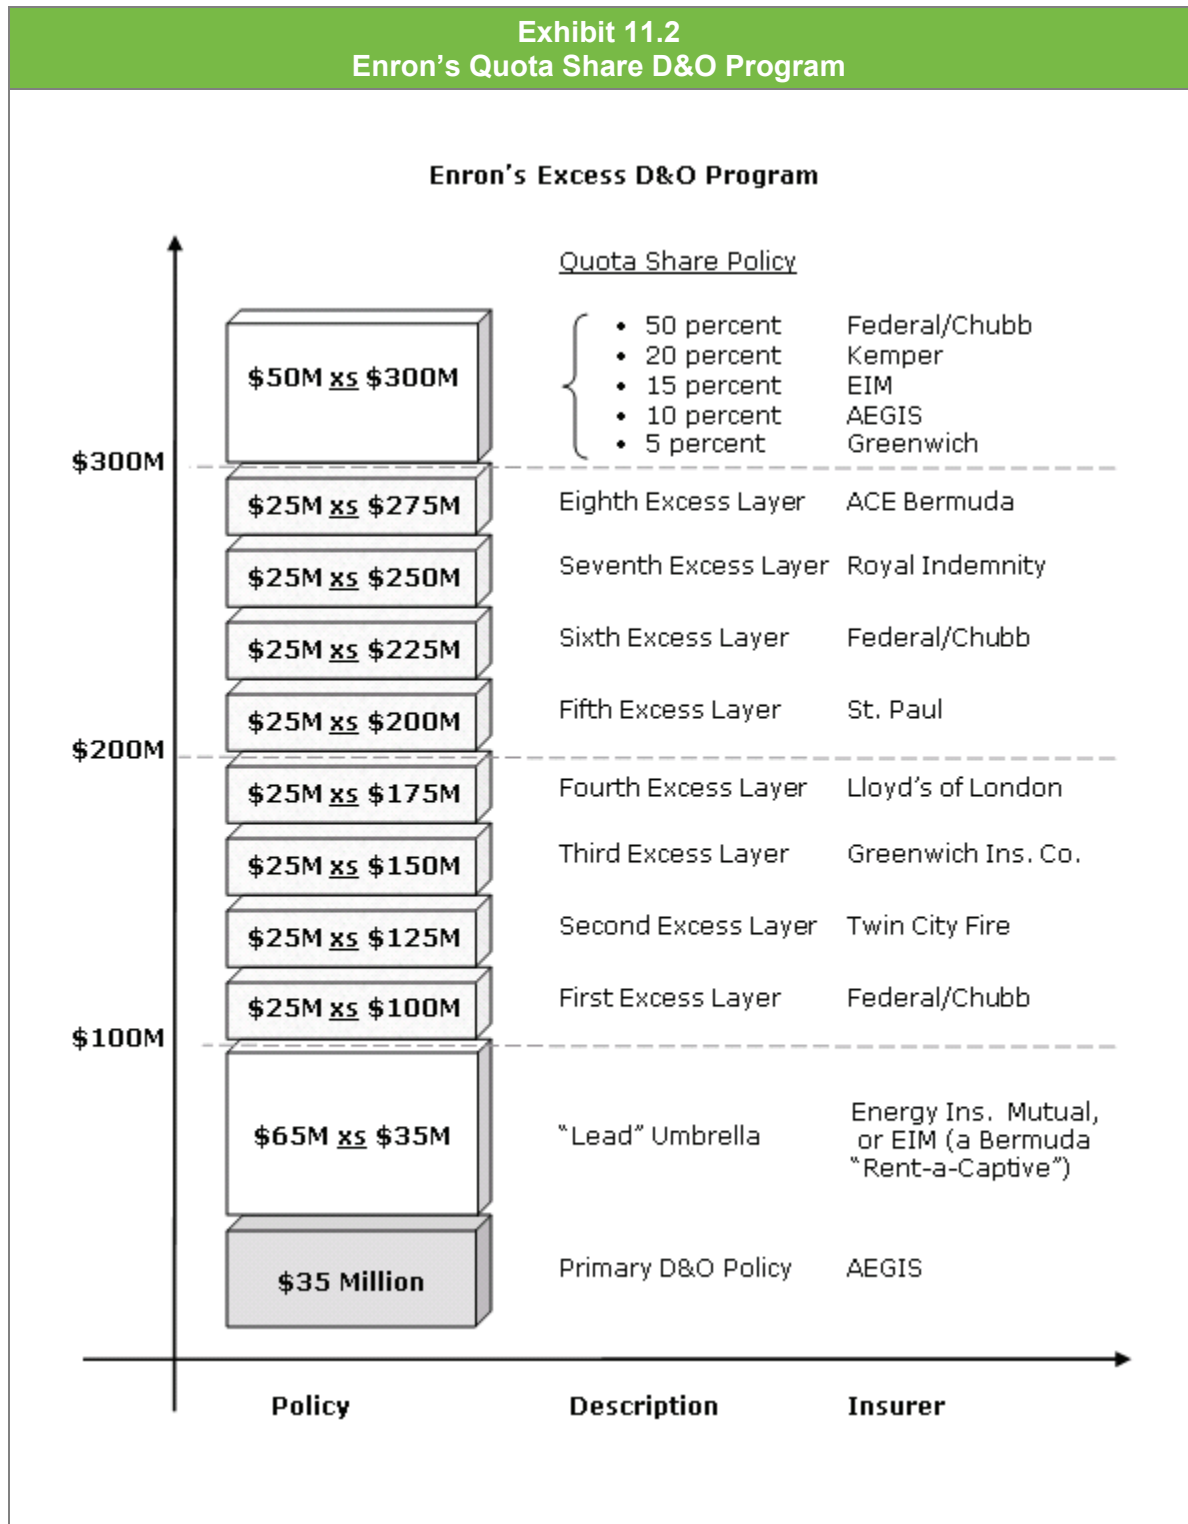 Exhibit 11.2
Enron’s Quota Share D&O Program
Enron’s Excess D&O Program
Quota Share Policy
$50M xs $300M
• 50 percent Federal/Chubb
• 20 percent Kemper
• 15 percent EIM
• 10 percent AEGIS
• 5 percent Greenwich
$300M
$25M xs $275M Eighth Excess Layer ACE Bermuda
$25M xs $250M Seventh Excess Layer Royal Indemnity
$25M xs $225M Sixth Excess Layer Federal/Chubb
$25M xs $200M Fifth Excess Layer St. Paul
$200M
$25M xs $175M Fourth Excess Layer Lloyd’s of London
$25M xs $150M Third Excess Layer Greenwich Ins. Co.
$25M xs $125M Second Excess Layer Twin City Fire
$25M xs $100M First Excess Layer Federal/Chubb
$100M
$65M xs $35M “Lead” Umbrella
Energy Ins. Mutual,
or EIM (a Bermuda
“Rent-a-Captive”)
$35 Million Primary D&O Policy AEGIS
Policy Description Insurer